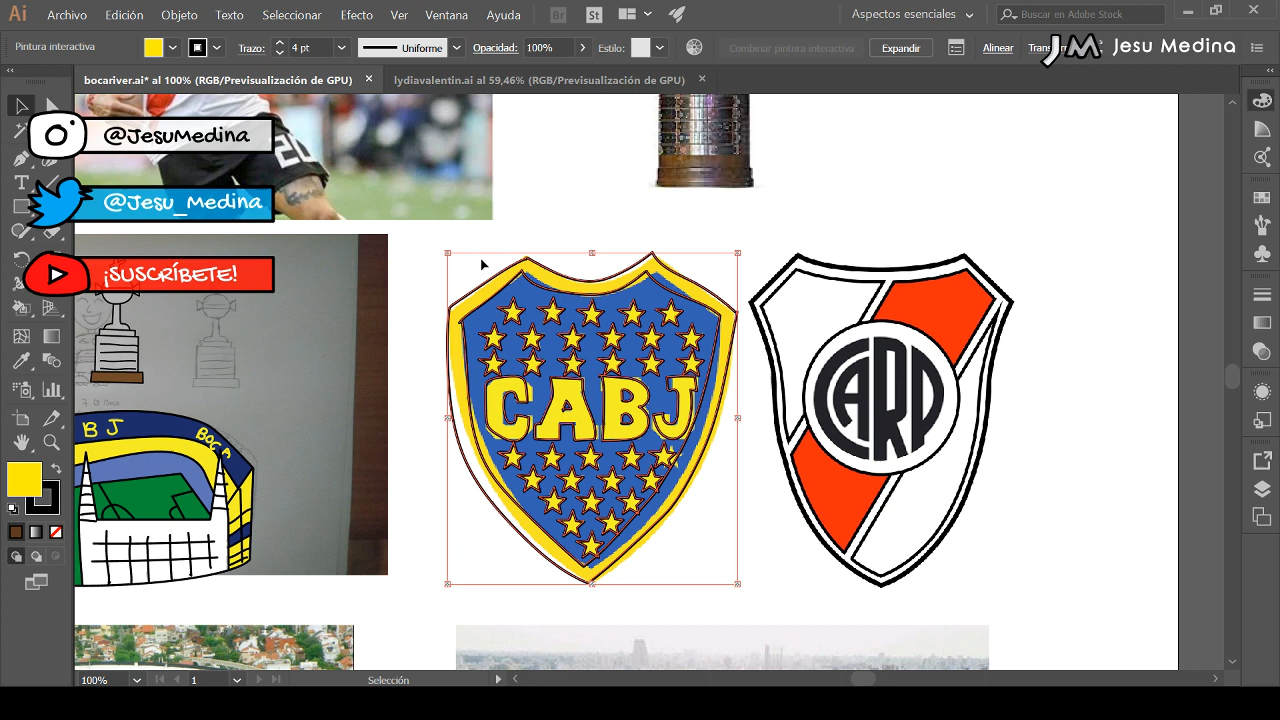 Ai Archivo Edición Objeto Texto Seleccionar Efecto Ver Ventana Ayuda Br St Aspectos esenciales Buscar en Adobe Stock
Pintura interactiva Trazo: 4 pt Uniforme Opacidad: 100% Estilo: Combinar pintura interactiva Expandir Alinear
JM Jesu Medina
bocariver.ai* al 100% (RGB/Previsualización de GPU) × lydiavalentin.ai al 59,46% (RGB/Previsualización de GPU) ×
20
@JesuMedina
@Jesu_Medina
¡SUSCRÍBETE!
CABJ
CARP
B J
BOCA
100% 1 Selección